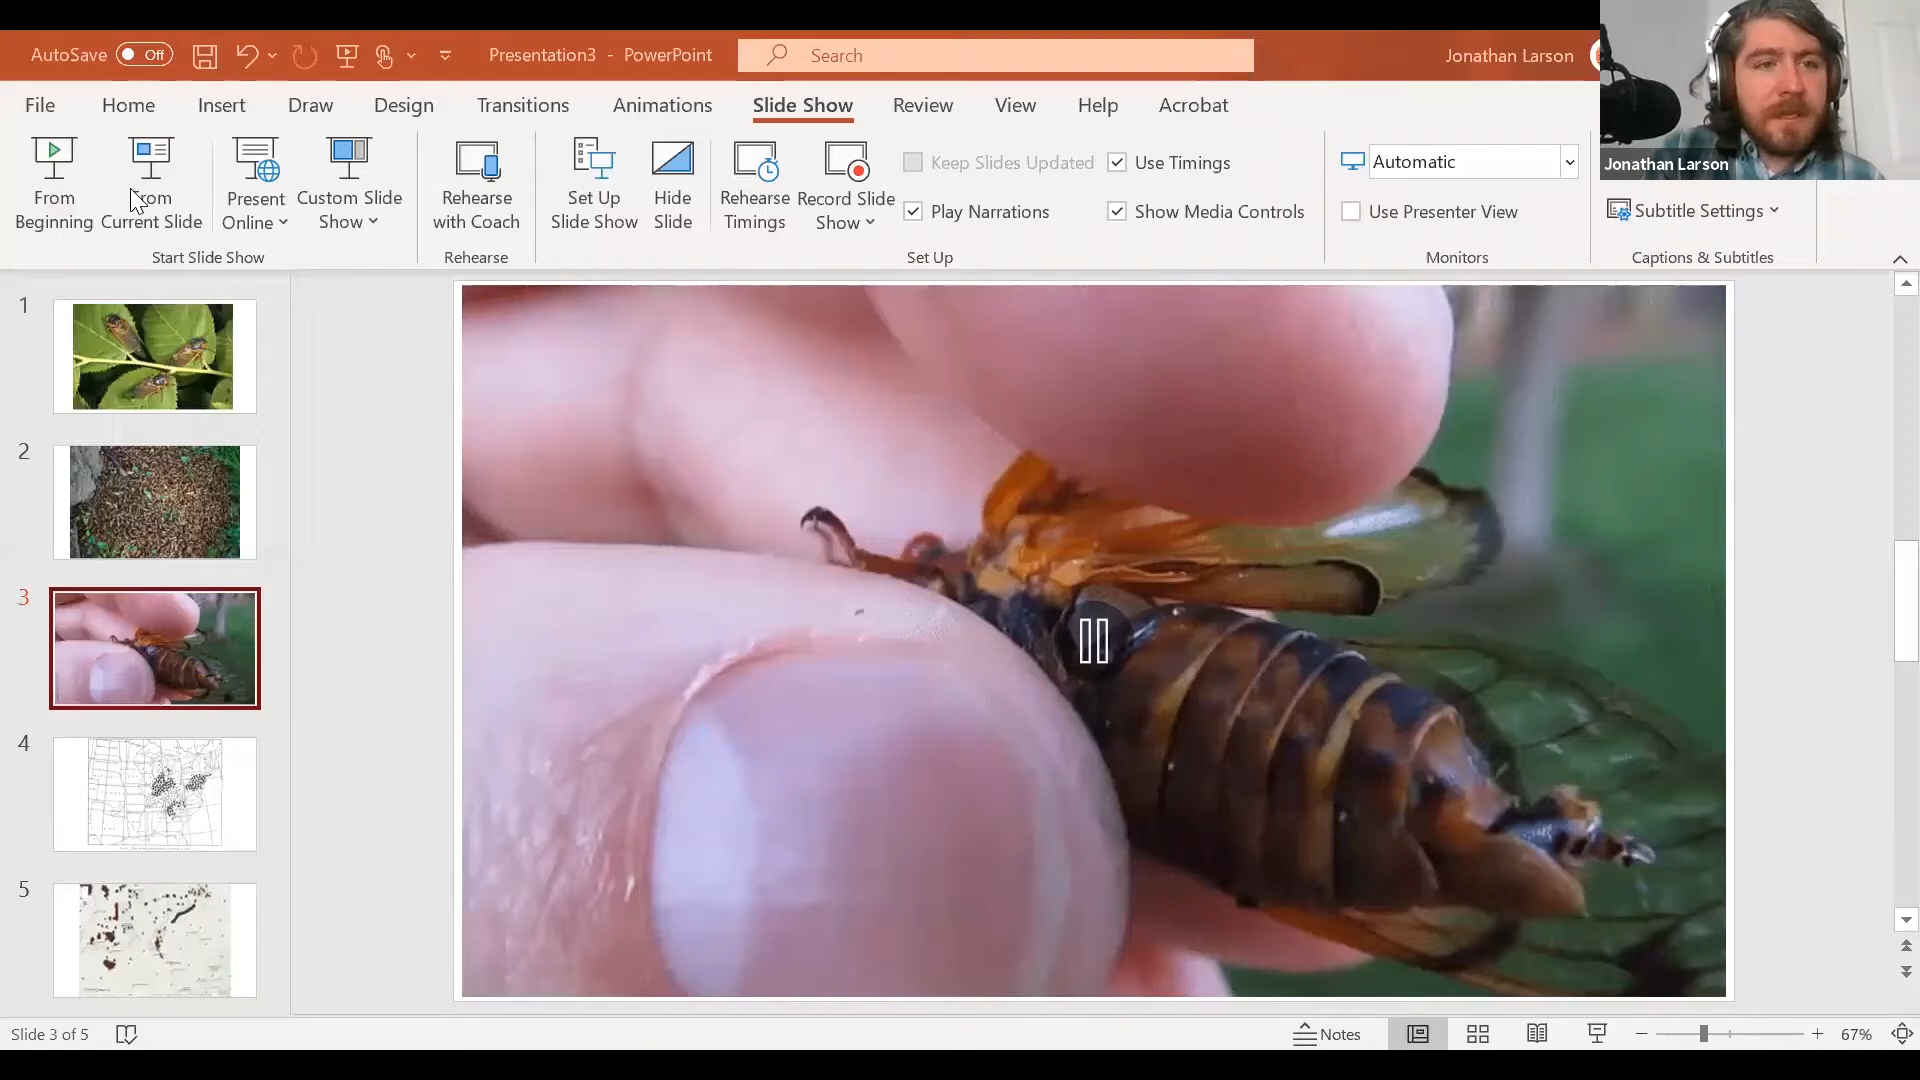 AutoSave Off Presentation3 - PowerPoint Search Jonathan Larson
File Home Insert Draw Design Transitions Animations Slide Show Review View Help Acrobat
From Beginning
From Current Slide
Present Online
Custom Slide Show
Start Slide Show
Rehearse with Coach
Rehearse
Set Up Slide Show
Hide Slide
Rehearse Timings
Record Slide Show
Keep Slides Updated
Play Narrations
Use Timings
Show Media Controls
Set Up
Automatic
Use Presenter View
Monitors
Jonathan Larson
Subtitle Settings
Captions & Subtitles
1
2
3
4
5
Slide 3 of 5
Notes
67%